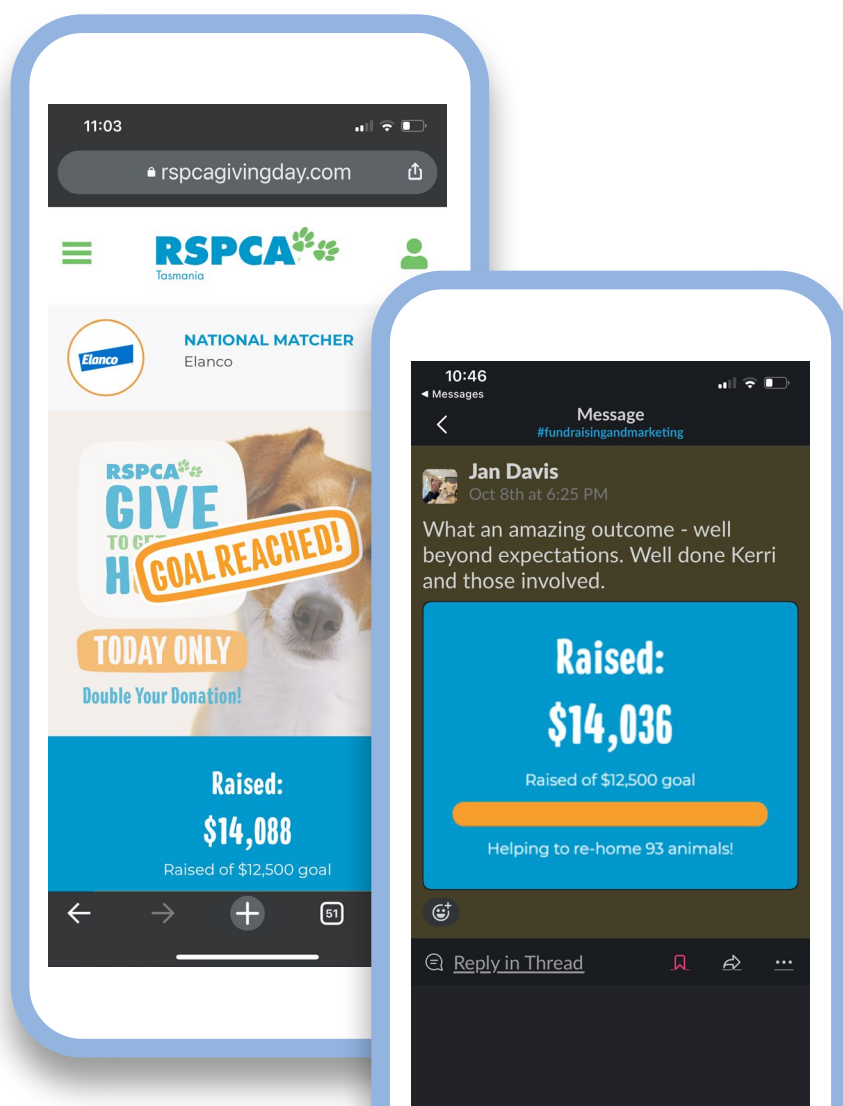 11:03
rspcagivingday.com
RSPCA
Tasmania
Elanco
NATIONAL MATCHER
Elanco
RSPCA
GIVE
TO GET
GOAL REACHED!
TODAY ONLY
Double Your Donation!
Raised:
$14,088
Raised of $12,500 goal
51
10:46
Messages
Message
#fundraisingandmarketing
Jan Davis
Oct 8th at 6:25 PM
What an amazing outcome - well
beyond expectations. Well done Kerri
and those involved.
Raised:
$14,036
Raised of $12,500 goal
Helping to re-home 93 animals!
Reply in Thread